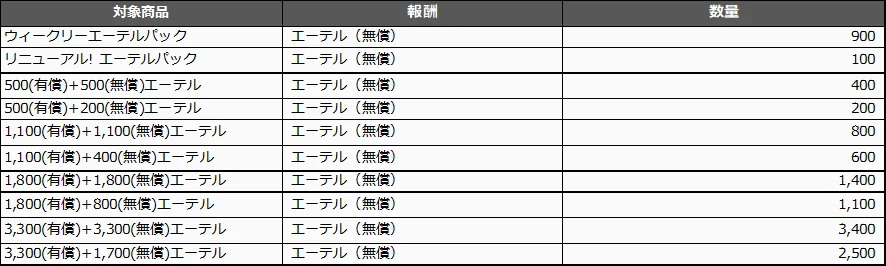 対象商品 報酬 数量
ウィークリーエーテルパック エーテル（無償） 900
リニューアル! エーテルパック エーテル（無償） 100
500(有償)+500(無償)エーテル エーテル（無償） 400
500(有償)+200(無償)エーテル エーテル（無償） 200
1,100(有償)+1,100(無償)エーテル エーテル（無償） 800
1,100(有償)+400(無償)エーテル エーテル（無償） 600
1,800(有償)+1,800(無償)エーテル エーテル（無償） 1,400
1,800(有償)+800(無償)エーテル エーテル（無償） 1,100
3,300(有償)+3,300(無償)エーテル エーテル（無償） 3,400
3,300(有償)+1,700(無償)エーテル エーテル（無償） 2,500